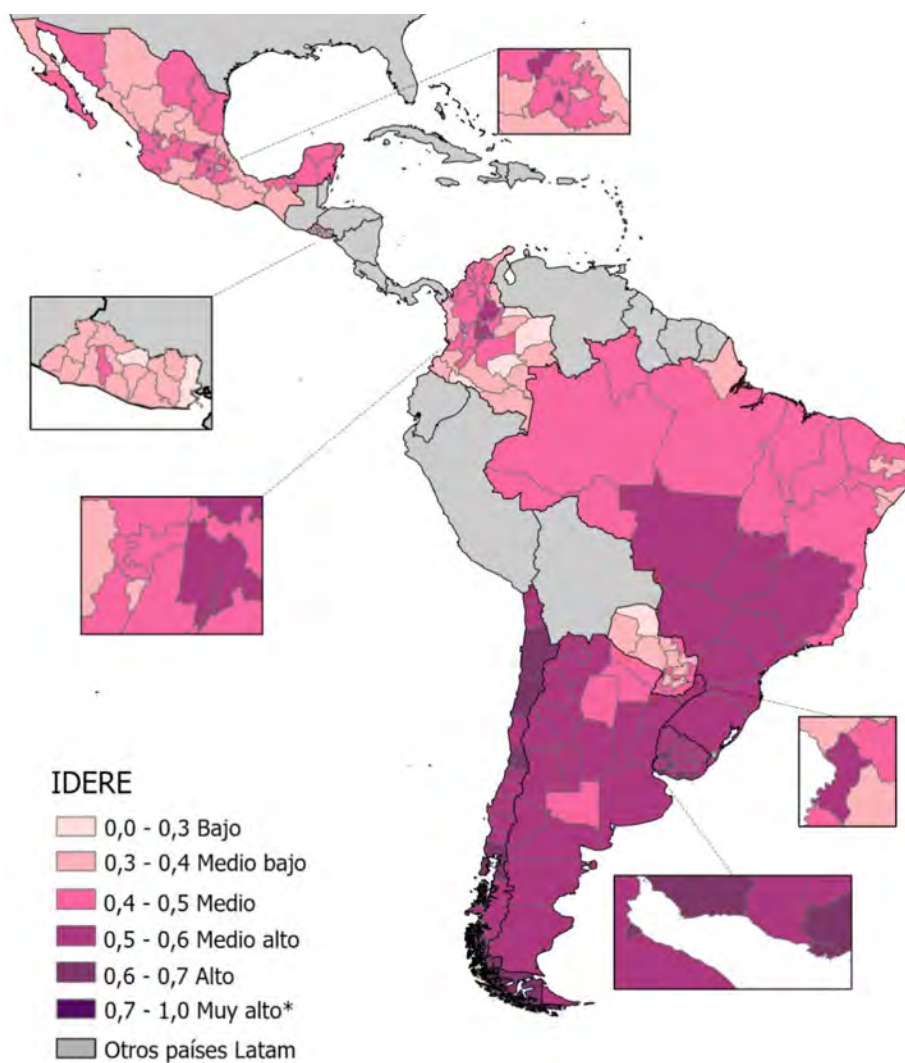 IDERE
0,0 - 0,3 Bajo
0,3 - 0,4 Medio bajo
0,4 - 0,5 Medio
0,5 - 0,6 Medio alto
0,6 - 0,7 Alto
0,7 - 1,0 Muy alto*
Otros países Latam